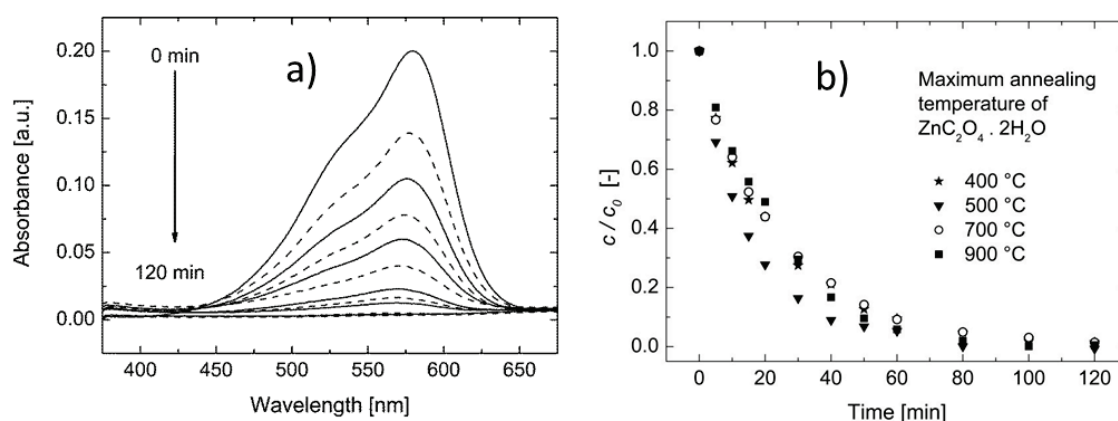 a)
0 min
120 min
0.20
0.15
0.10
0.05
0.00
Absorbance [a.u.]
400 450 500 550 600 650
Wavelength [nm]
b)
Maximum annealing
temperature of
ZnC₂O₄ . 2H₂O
400 °C
500 °C
700 °C
900 °C
1.0
0.8
0.6
0.4
0.2
0.0
c / c₀ [-]
0 20 40 60 80 100 120
Time [min]